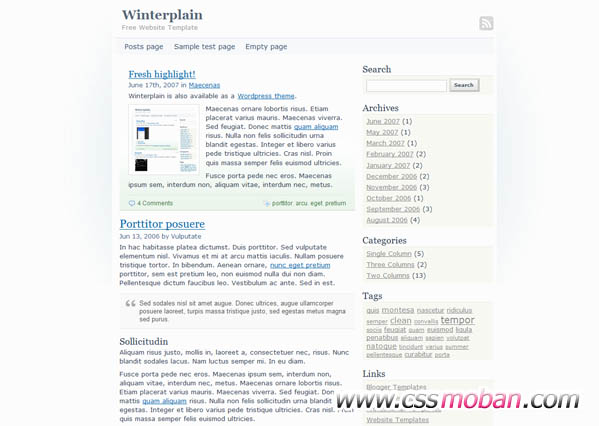 Winterplain
Free Website Template
Posts page Sample test page Empty page
Fresh highlight!
June 17th, 2007 in Maecenas
Winterplain is also available as a Wordpress theme.
Maecenas ornare lobortis risus. Etiam
placerat varius mauris. Maecenas viverra.
Sed feugiat. Donec mattis quam aliquam
risus. Nulla non felis sollicitudin urna
blandit egestas. Integer et libero varius
pede tristique ultricies. Cras nisl. Proin
quis massa semper felis euismod ultricies.
Fusce porta pede nec eros. Maecenas
ipsum sem, interdum non, aliquam vitae, interdum nec, metus.
4 Comments
porttitor, arcu, eget, pretium
Porttitor posuere
Jun 13, 2006 by Vulputate
In hac habitasse platea dictumst. Duis porttitor. Sed vulputate
elementum nisl. Vivamus et mi at arcu mattis iaculis. Nullam posuere
tristique tortor. In bibendum. Aenean ornare, nunc eget pretium
porttitor, sem est pretium leo, non euismod nulla dui non diam.
Pellentesque dictum faucibus leo. Vestibulum ac ante. Sed in est.
Sed sodales nisl sit amet augue. Donec ultrices, augue ullamcorper
posuere laoreet, turpis massa tristique justo, sed egestas metus magna
sed purus.
Sollicitudin
Aliquam risus justo, mollis in, laoreet a, consectetuer nec, risus. Nunc
blandit sodales lacus. Nam luctus semper mi. In eu diam.
Fusce porta pede nec eros. Maecenas ipsum sem, interdum non,
aliquam vitae, interdum nec, metus. Maecenas ornare lobortis risus.
Etiam placerat varius mauris. Maecenas viverra. Sed feugiat. Donec
mattis quam aliquam risus. Nulla non felis sollicitudin urna blandit
egestas. Integer et libero varius pede tristique ultricies. Cras nisl. Proin
quis massa semper felis euismod ultricies.
Search
Search
Archives
June 2007 (1)
May 2007 (1)
March 2007 (1)
February 2007 (2)
January 2007 (2)
December 2006 (2)
November 2006 (3)
October 2006 (1)
September 2006 (3)
August 2006 (4)
Categories
Single Column (5)
Three Columns (2)
Two Columns (13)
Tags
quis montesa nascetur ridiculus
semper clean convallis tempor
sociis feugiat quam euismod ligula
penatibus aliquam sapien volutpat
natoque tincidunt varius summer
pellentesque curabitur porta
Links
Blogger Templates
www.cssmoban.com
Website Templates